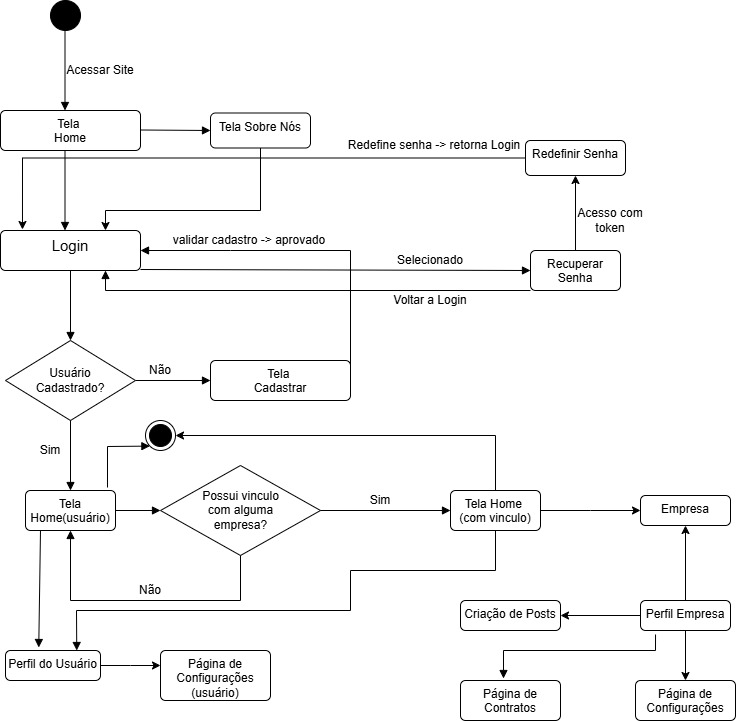 Acessar Site
Tela
Home
Tela Sobre Nós
Redefine senha -> retorna Login
Redefinir Senha
Acesso com
token
Login
validar cadastro -> aprovado
Selecionado
Recuperar
Senha
Voltar a Login
Usuário
Cadastrado?
Não
Tela
Cadastrar
Sim
Tela
Home(usuário)
Possui vinculo
com alguma
empresa?
Sim
Tela Home
(com vinculo)
Empresa
Não
Criação de Posts
Perfil Empresa
Perfil do Usuário
Página de
Configurações
(usuário)
Página de
Contratos
Página de
Configurações